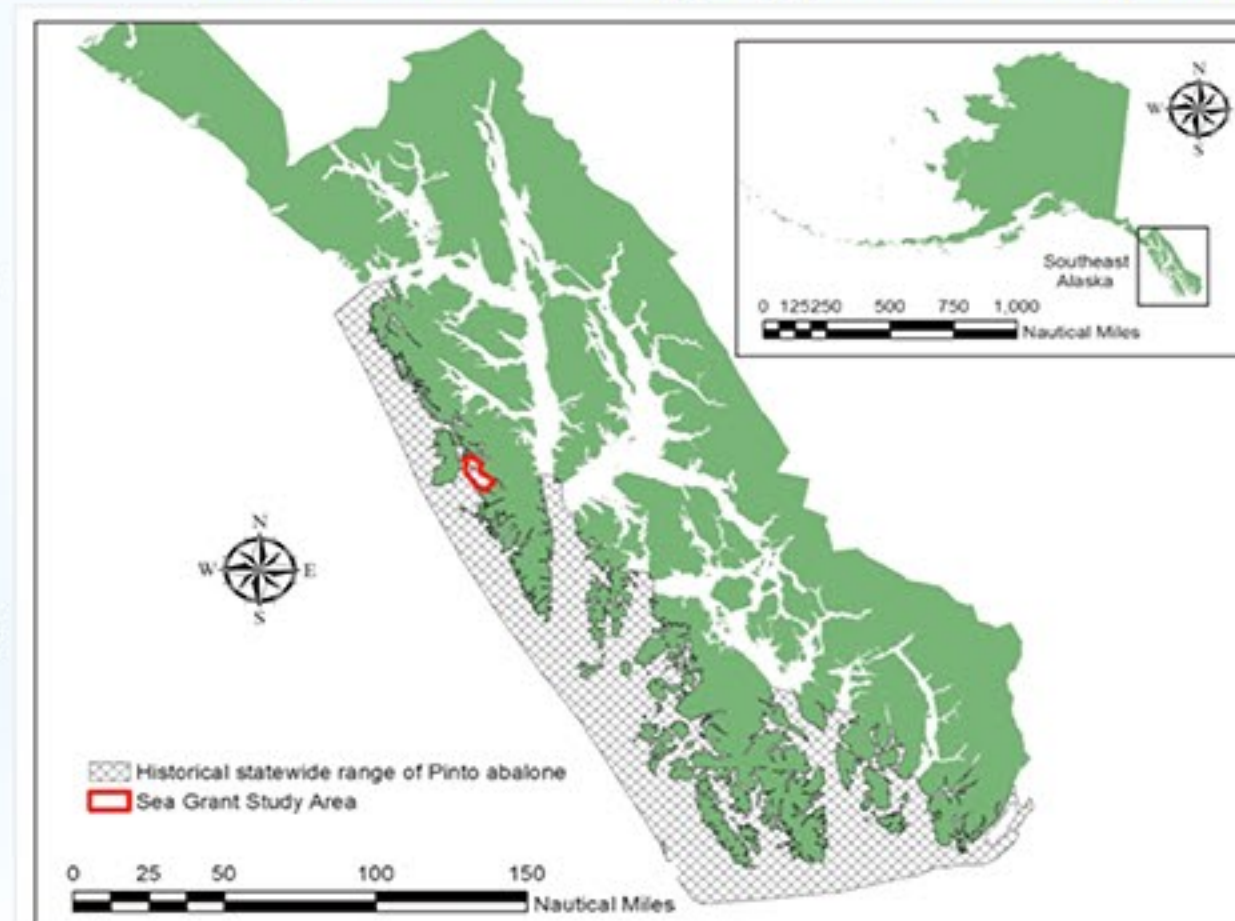 N
W
S
Southeast
Alaska
0 125250 500 750 1,000
Nautical Miles
N
W E
S
Historical statewide range of Pinto abalone
Sea Grant Study Area
0 25 50 100 150
Nautical Miles